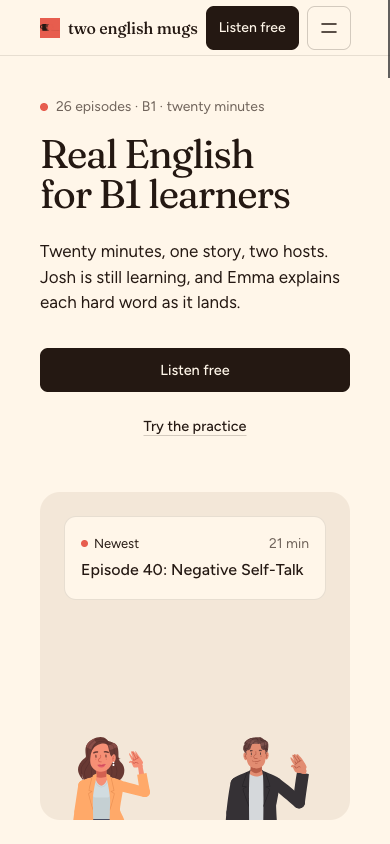 two english mugs
Listen free
26 episodes · B1 · twenty minutes
Real English
for B1 learners
Twenty minutes, one story, two hosts.
Josh is still learning, and Emma explains
each hard word as it lands.
Listen free
Try the practice
Newest
21 min
Episode 40: Negative Self-Talk